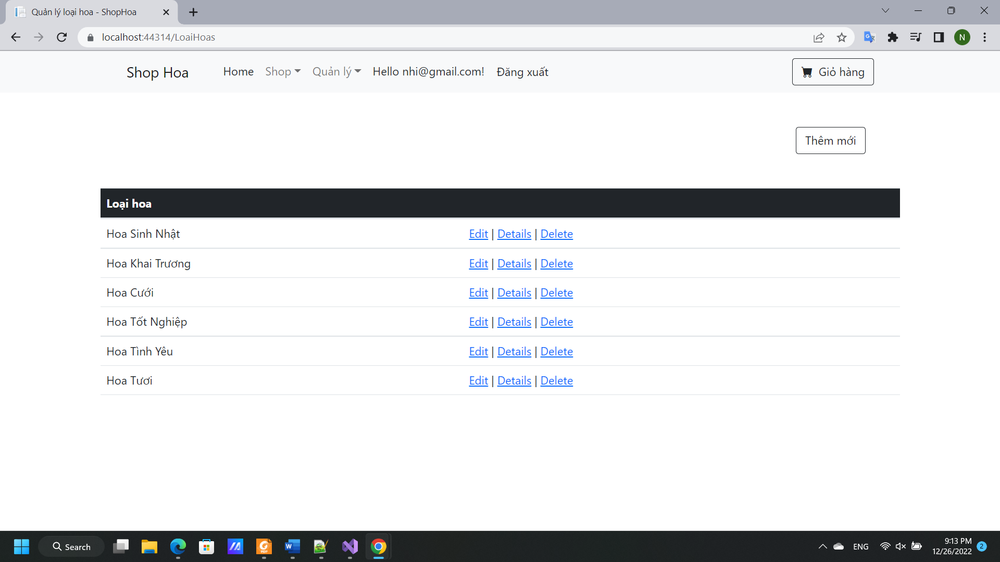 Quản lý loại hoa - ShopHoa
localhost:44314/LoaiHoas
N
Shop Hoa Home Shop Quản lý Hello nhi@gmail.com! Đăng xuất Giỏ hàng
Thêm mới
Loại hoa
Hoa Sinh Nhật Edit | Details | Delete
Hoa Khai Trương Edit | Details | Delete
Hoa Cưới Edit | Details | Delete
Hoa Tốt Nghiệp Edit | Details | Delete
Hoa Tình Yêu Edit | Details | Delete
Hoa Tươi Edit | Details | Delete
Search ENG 9:13 PM 2
12/26/2022